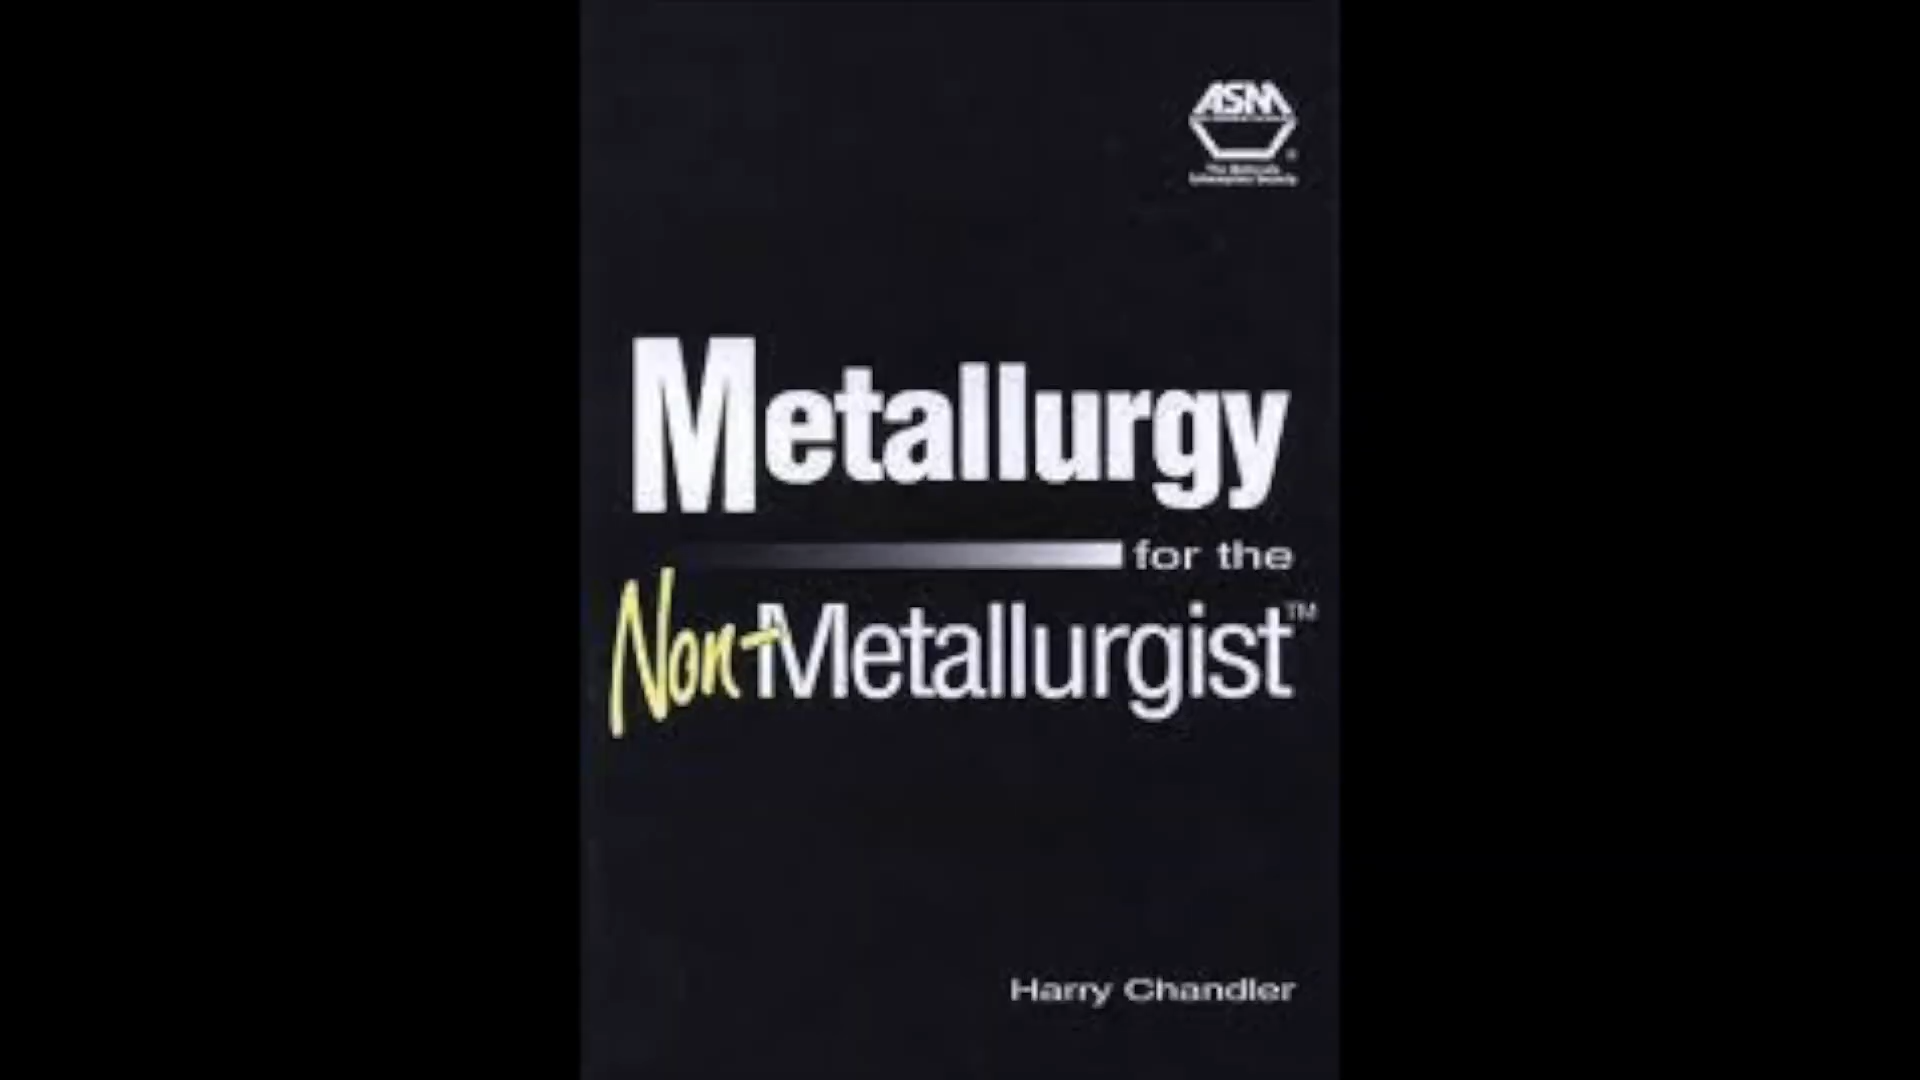 ASM
Metallurgy
for the
Non-Metallurgist™
Harry Chandler